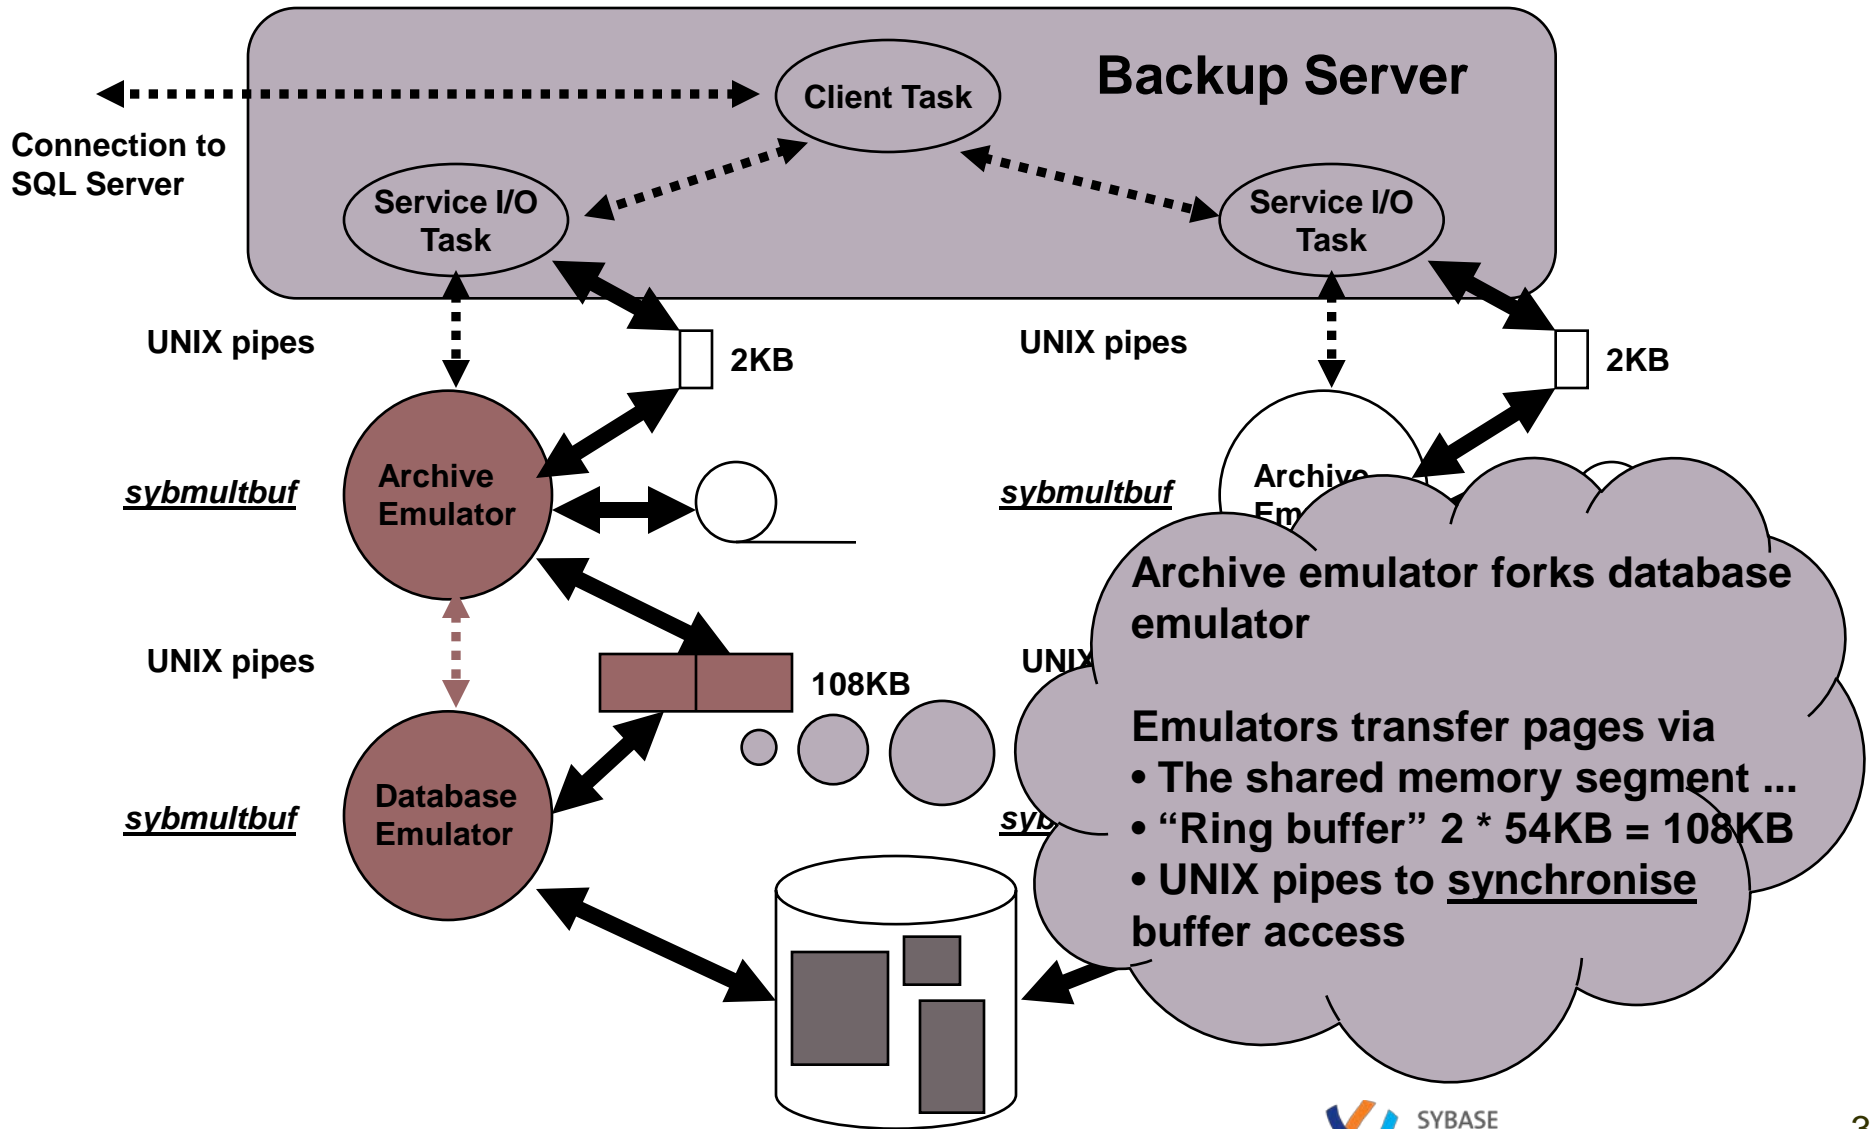 Backup Server
Client Task
Connection to
SQL Server
Service I/O
Task
Service I/O
Task
UNIX pipes
2KB
UNIX pipes
2KB
sybmultbuf
Archive
Emulator
sybmultbuf
UNIX pipes
108KB
sybmultbuf
Database
Emulator
Archive emulator forks database
emulator
Emulators transfer pages via
• The shared memory segment ...
• “Ring buffer” 2 * 54KB = 108KB
• UNIX pipes to synchronise
buffer access
SYBASE